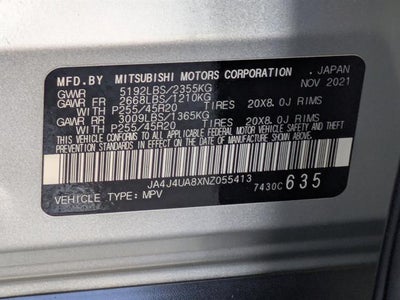 MFD.BY MITSUBISHI MOTORS CORPORATION , JAPAN
GVWR 5192LBS/2355KG NOV 2021
GAWR FR 2668LBS/1210KG
WITH P255/45R20 TIRES 20X8.0J RIMS
GAWR RR 3009LBS/1365KG
WITH P255/45R20 TIRES 20X8.0J RIMS
THIS VEHICLE CONFORMS TO ALL APPLICABLE
FEDERAL MOTOR VEHICLE SAFETY AND
THEFT PREVENTION STANDARDS IN EFFECT ON
THE DATE OF MANUFACTURE SHOWN ABOVE.
JA4J4UA8XNZ055413
VEHICLE TYPE: MPV 7430C 635